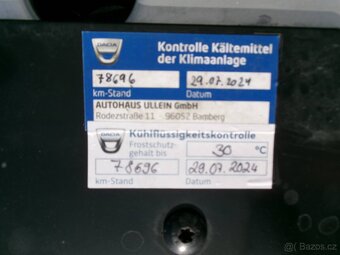 DACIA
Kontrolle Kältemittel
der Klimaanlage
78696 29.07.2024
km-Stand Datum
AUTOHAUS ULLEIN GmbH
Rodezstraße 11 - 96052 Bamberg
DACIA Kühlflüssigkeitskontrolle
Frostschutz
gehalt bis 30 °C
78696 29.07.2024
km-Stand Datum
bazos.cz